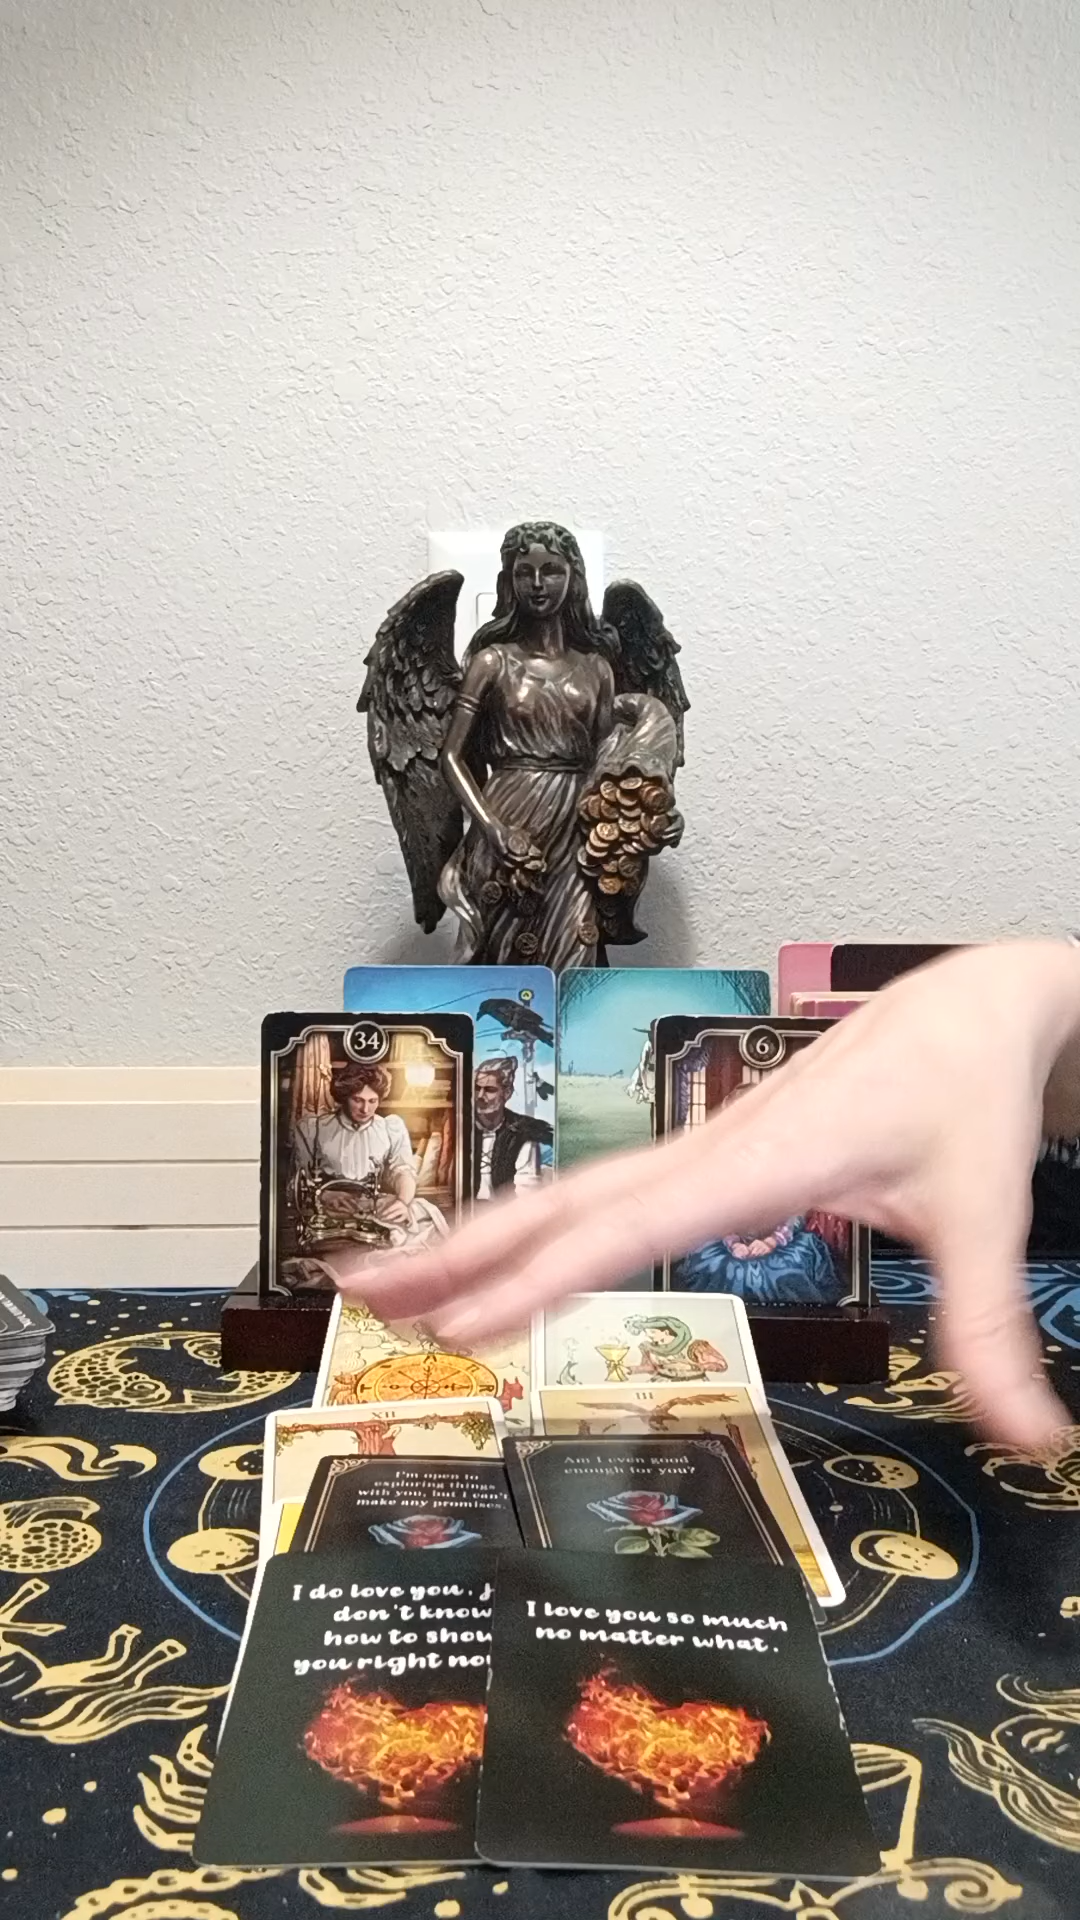 34
6
T A R O
XII
III
I'm open to
exploring things
with you, but I can't
make any promises.
Am I even good
enough for you?
I do love you. I
don't know
how to show
you right now
I love you so much
no matter what.